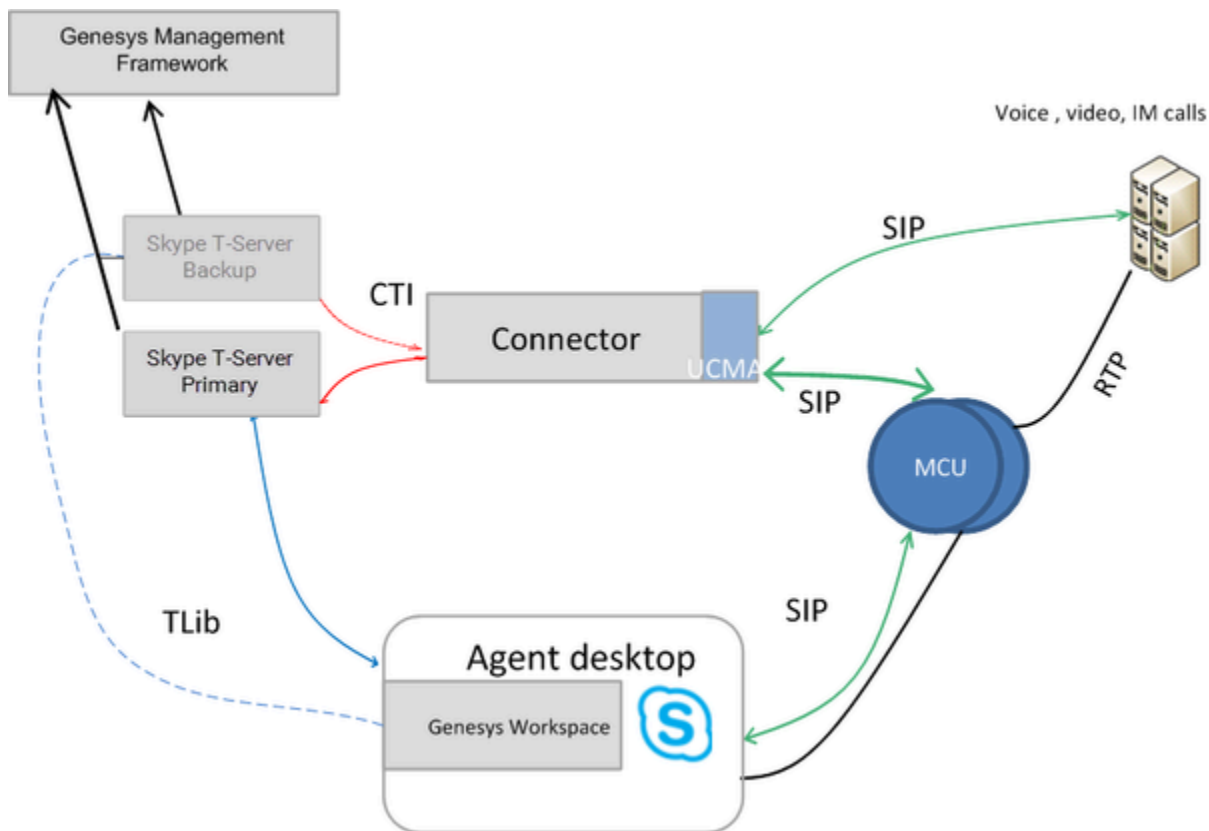 Genesys Management
Framework
Voice , video, IM calls
Skype T-Server
Backup
SIP
CTI
Connector
UCMA
Skype T-Server
Primary
SIP
RTP
MCU
TLib
SIP
Agent desktop
Genesys Workspace
S